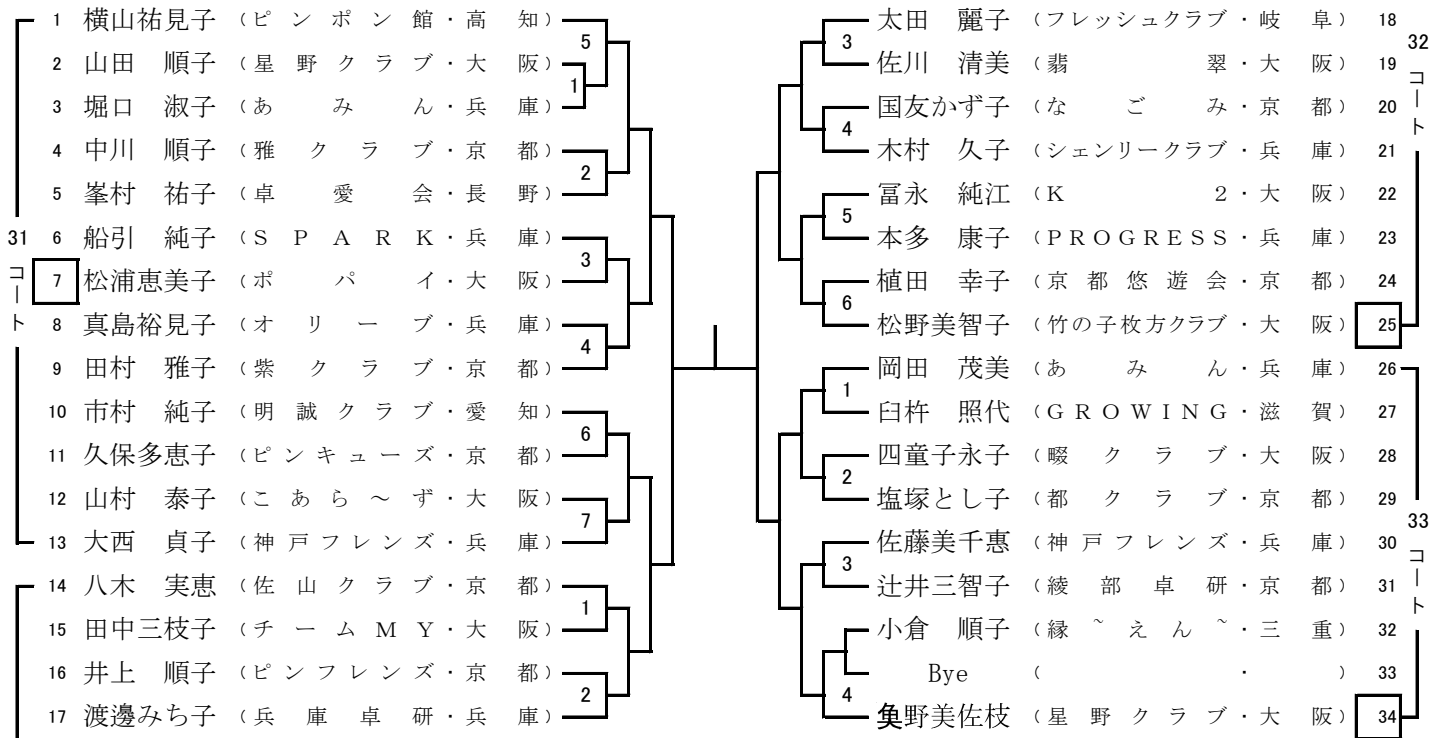 1 横山祐見子 (ピンポン館・高知)
2 山田 順子 (星野クラブ・大阪)
3 堀口 淑子 (あみん・兵庫)
4 中川 順子 (雅クラブ・京都)
5 峯村 祐子 (卓愛会・長野)
6 船引 純子 (SPARK・兵庫)
7 松浦恵美子 (ポパイ・大阪)
8 真島裕見子 (オリーブ・兵庫)
9 田村 雅子 (紫クラブ・京都)
10 市村 純子 (明誠クラブ・愛知)
11 久保多恵子 (ピンキューズ・京都)
12 山村 泰子 (こあら～ず・大阪)
13 大西 貞子 (神戸フレンズ・兵庫)
14 八木 実恵 (佐山クラブ・京都)
15 田中三枝子 (チームMY・大阪)
16 井上 順子 (ピンフレンズ・京都)
17 渡邊みち子 (兵庫卓研・兵庫)
31コート
5
1
2
3
4
6
7
1
2
太田 麗子 (フレッシュクラブ・岐阜) 18
佐川 清美 (翡翠・大阪) 19
国友かず子 (なごみ・京都) 20
木村 久子 (シェンリークラブ・兵庫) 21
冨永 純江 (K2・大阪) 22
本多 康子 (PROGRESS・兵庫) 23
植田 幸子 (京都悠遊会・京都) 24
松野美智子 (竹の子枚方クラブ・大阪) 25
岡田 茂美 (あみん・兵庫) 26
臼杵 照代 (GROWING・滋賀) 27
四童子永子 (畷クラブ・大阪) 28
塩塚とし子 (都クラブ・京都) 29
佐藤美千惠 (神戸フレンズ・兵庫) 30
辻井三智子 (綾部卓研・京都) 31
小倉 順子 (縁~えん~・三重) 32
Bye (・) 33
野美佐枝 (星野クラブ・大阪) 34
3
4
5
6
1
2
3
4
32コート
33コート